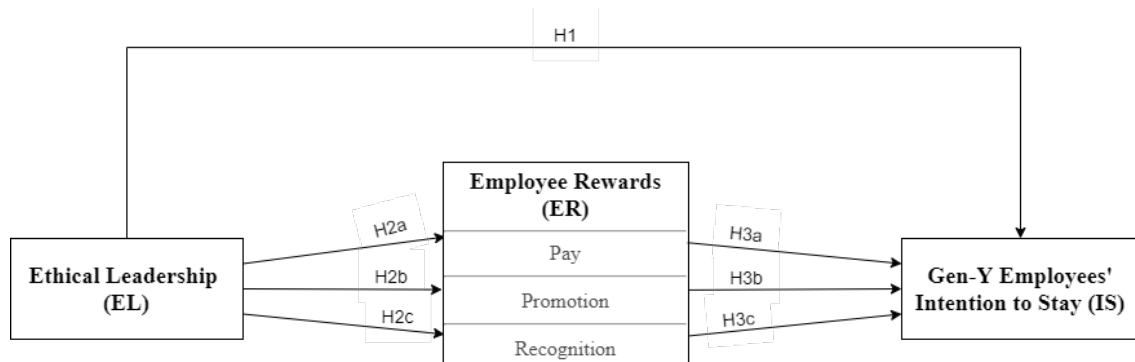 H1
Employee Rewards
(ER)
H2a
H3a
Pay
Ethical Leadership
(EL)
H2b
Promotion
H3b
Gen-Y Employees'
Intention to Stay (IS)
H2c
H3c
Recognition